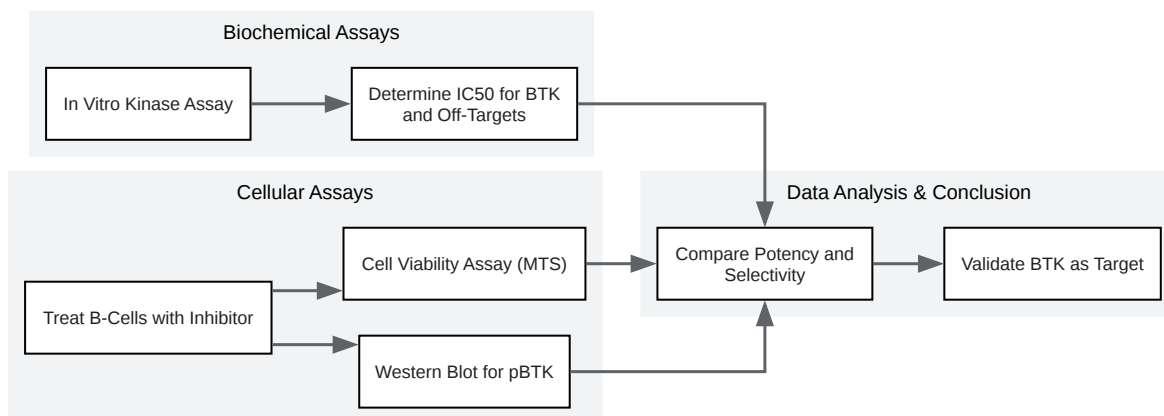 Biochemical Assays
In Vitro Kinase Assay
Determine IC50 for BTK
and Off-Targets
Cellular Assays
Treat B-Cells with Inhibitor
Cell Viability Assay (MTS)
Western Blot for pBTK
Data Analysis & Conclusion
Compare Potency and
Selectivity
Validate BTK as Target